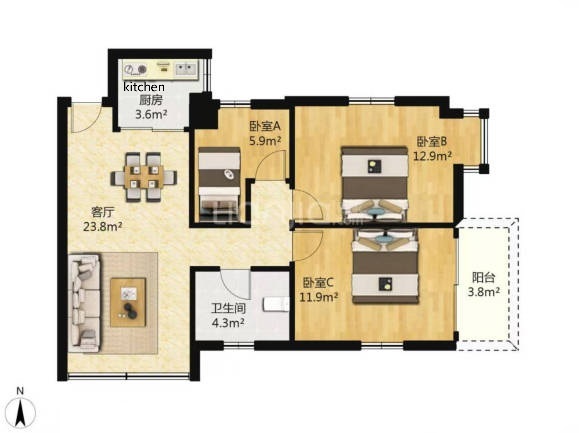 kitchen
厨房
3.6m²
卧室A
5.9m²
卧室B
12.9m²
客厅
23.8m²
卧室C
11.9m²
阳台
3.8m²
卫生间
4.3m²
N